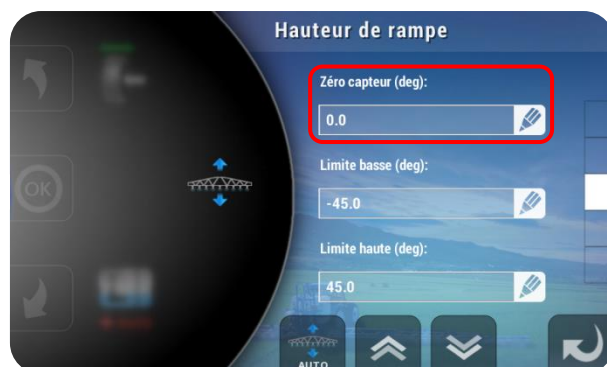 Hauteur de rampe
Zéro capteur (deg):
0.0
OK
Limite basse (deg):
-45.0
Limite haute (deg):
45.0
AUTO